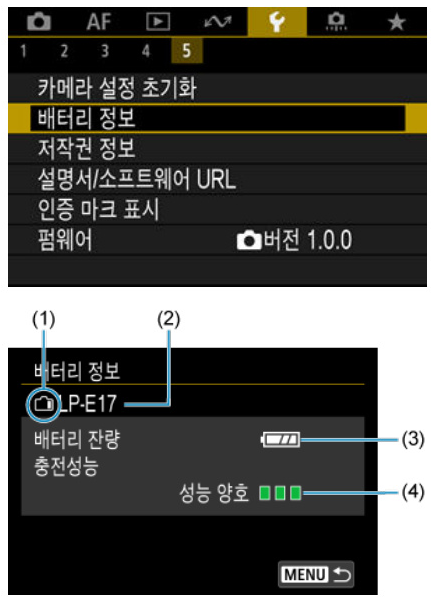 AF
1 2 3 4 5
카메라 설정 초기화
배터리 정보
저작권 정보
설명서/소프트웨어 URL
인증 마크 표시
펌웨어 버전 1.0.0
(1) (2)
배터리 정보
LP-E17
배터리 잔량 (3)
충전성능
성능 양호 (4)
MENU